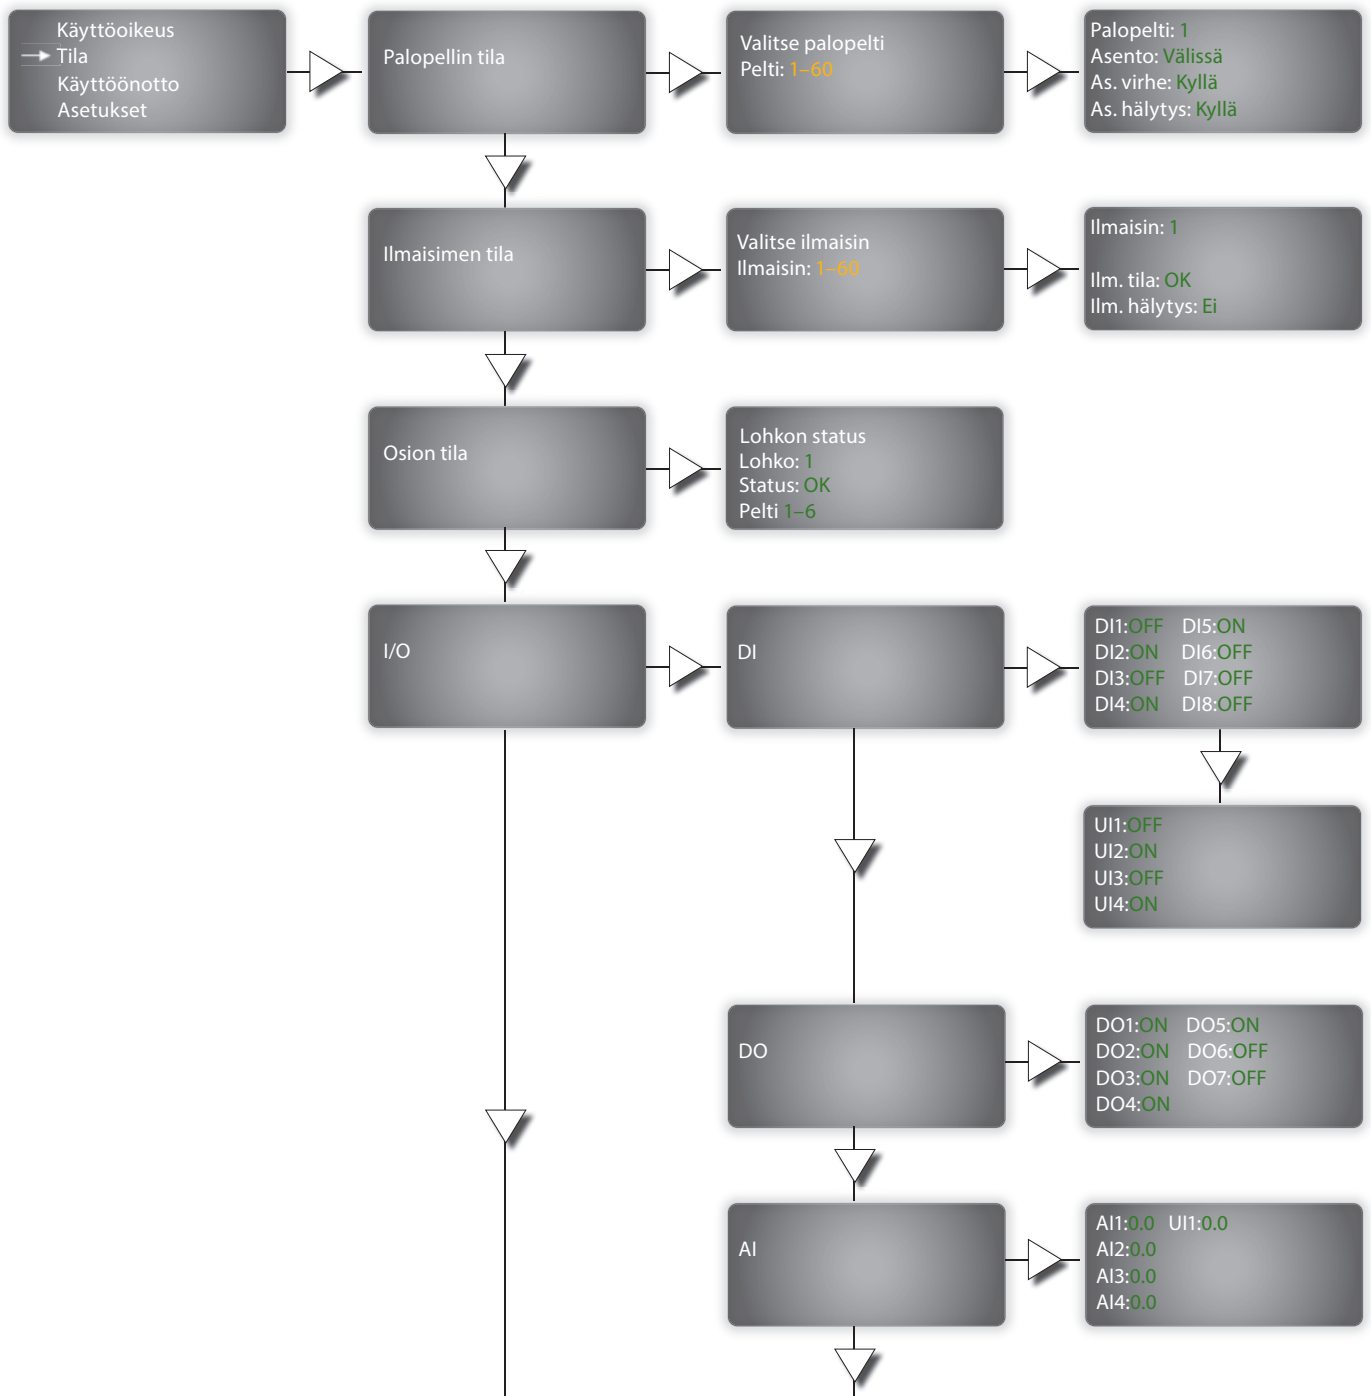 Käyttöoikeus
Tila
Käyttöönotto
Asetukset
Palopellin tila
Valitse palopelti
Pelti: 1–60
Palopelti: 1
Asento: Välissä
As. virhe: Kyllä
As. hälytys: Kyllä
Ilmaisimen tila
Valitse ilmaisin
Ilmaisin: 1–60
Ilmaisin: 1
Ilm. tila: OK
Ilm. hälytys: Ei
Osion tila
Lohkon status
Lohko: 1
Status: OK
Pelti 1–6
I/O
DI
DI1:OFF DI5:ON
DI2:ON DI6:OFF
DI3:OFF DI7:OFF
DI4:ON DI8:OFF
UI1:OFF
UI2:ON
UI3:OFF
UI4:ON
DO
DO1:ON DO5:ON
DO2:ON DO6:OFF
DO3:ON DO7:OFF
DO4:ON
AI
AI1:0.0 UI1:0.0
AI2:0.0
AI3:0.0
AI4:0.0